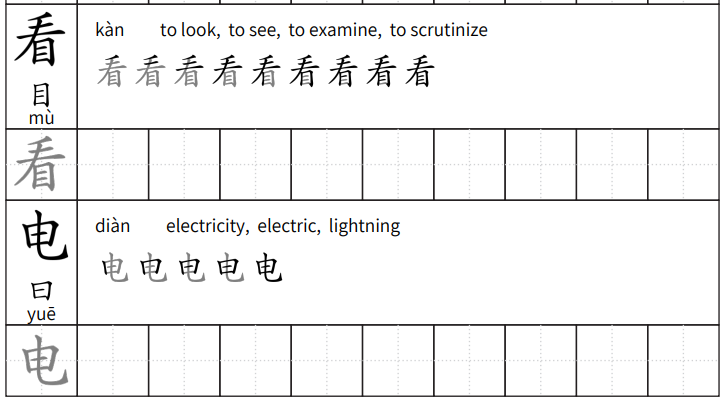 看
目
mù
kàn to look, to see, to examine, to scrutinize
看 看 看 看 看 看 看 看 看
看
电
曰
yuē
diàn electricity, electric, lightning
电 电 电 电 电
电